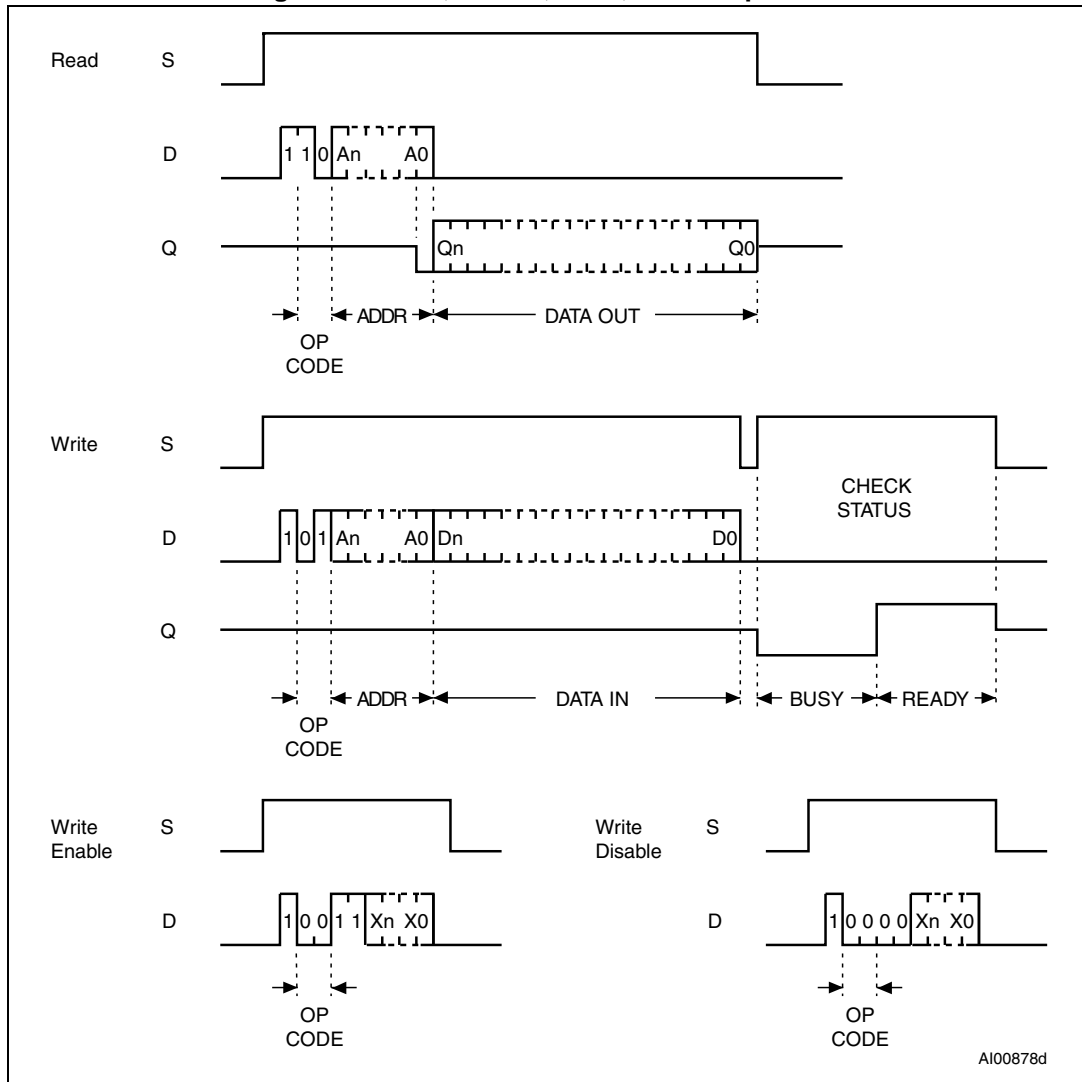 Read S
D 1 1 0 An A0
Q Qn Q0
ADDR DATA OUT
OP
CODE
Write S
CHECK
STATUS
D 1 0 1 An A0 Dn D0
Q
ADDR DATA IN BUSY READY
OP
CODE
Write
Enable
S
Write
Disable
S
D 1 0 0 1 1 Xn X0
D 1 0 0 0 0 Xn X0
OP
CODE
OP
CODE
AI00878d